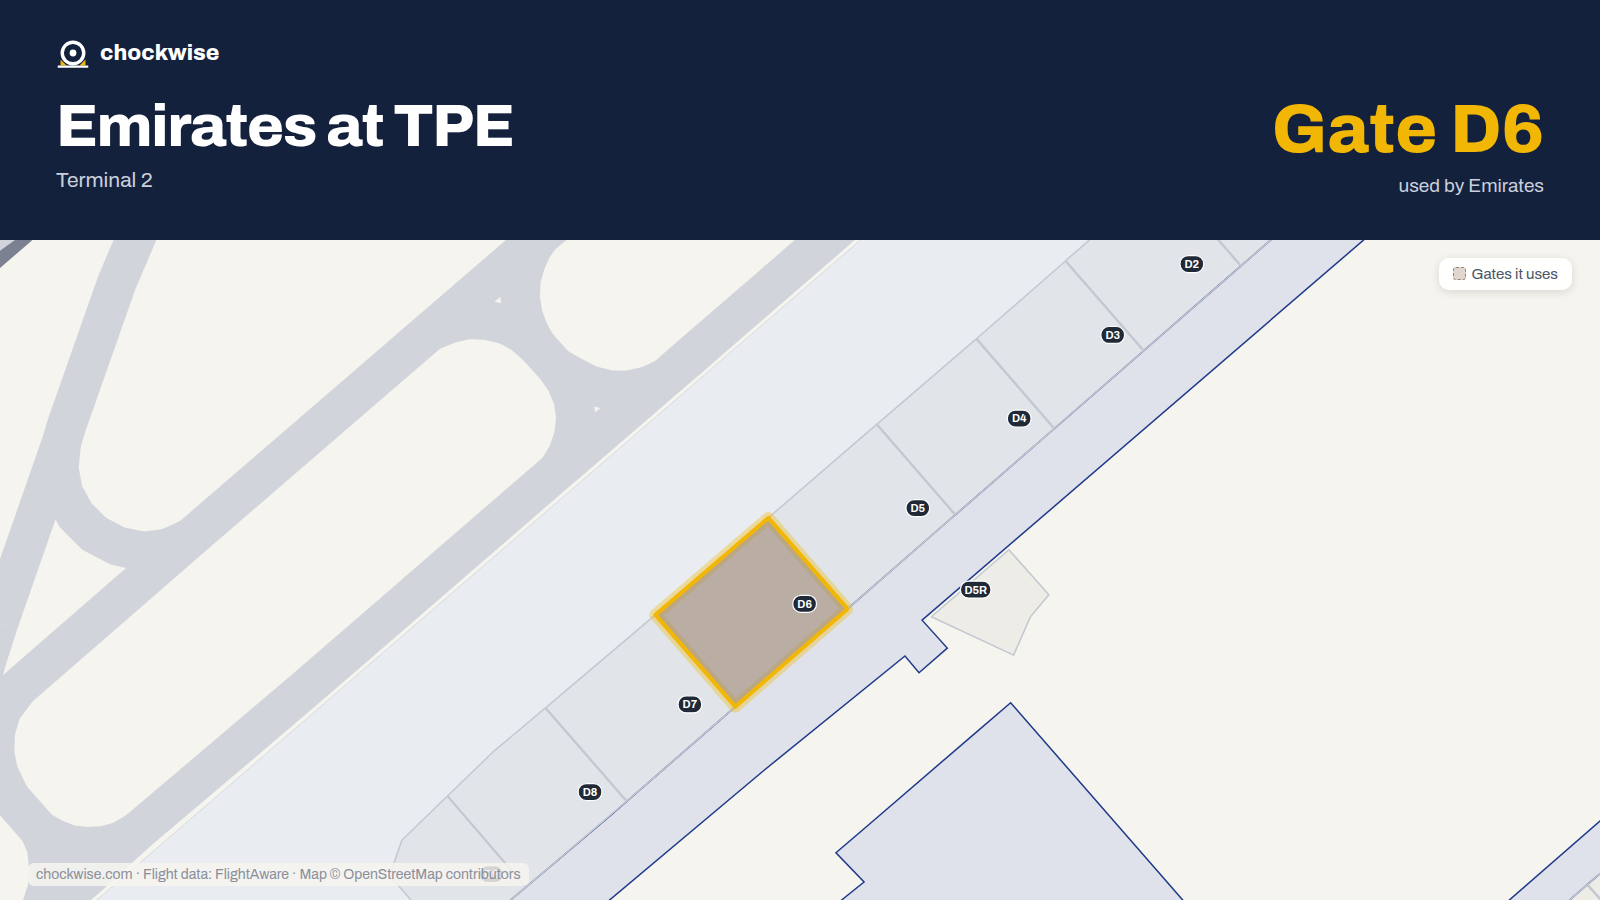 chockwise
Emirates at TPE
Terminal 2
Gate D6
used by Emirates
Gates it uses
D2
D3
D4
D5
D5R
D6
D7
D8
chockwise.com · Flight data: FlightAware · Map © OpenStreetMap contributors